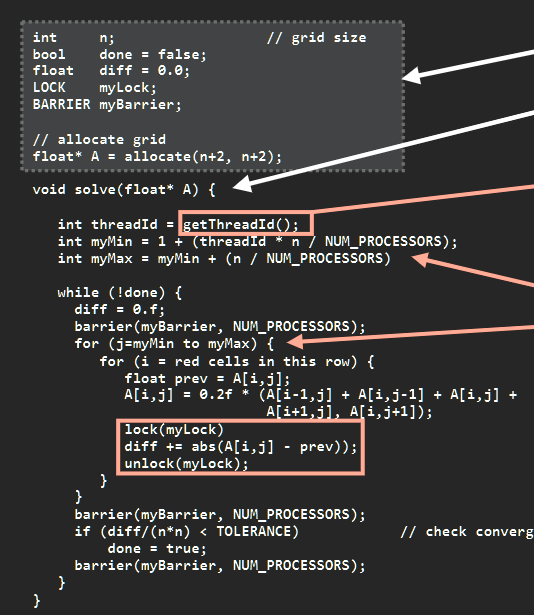 int n; // grid size
bool done = false;
float diff = 0.0;
LOCK myLock;
BARRIER myBarrier;
// allocate grid
float* A = allocate(n+2, n+2);
void solve(float* A) {
int threadId = getThreadId();
int myMin = 1 + (threadId * n / NUM_PROCESSORS);
int myMax = myMin + (n / NUM_PROCESSORS)
while (!done) {
diff = 0.f;
barrier(myBarrier, NUM_PROCESSORS);
for (j=myMin to myMax) {
for (i = red cells in this row) {
float prev = A[i,j];
A[i,j] = 0.2f * (A[i-1,j] + A[i,j-1] + A[i,j] +
A[i+1,j], A[i,j+1]);
lock(myLock)
diff += abs(A[i,j] - prev));
unlock(myLock);
}
}
barrier(myBarrier, NUM_PROCESSORS);
if (diff/(n*n) < TOLERANCE) // check converg
done = true;
barrier(myBarrier, NUM_PROCESSORS);
}
}